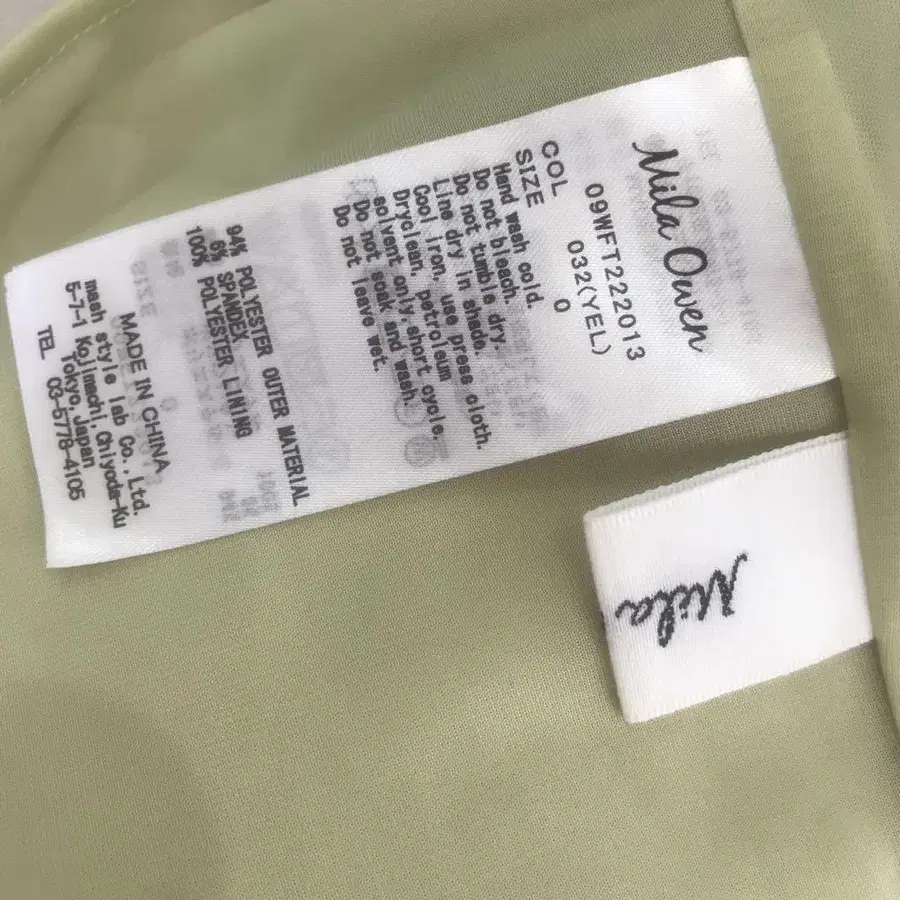 Mila Owen
09WFT222013
COL 032(YEL)
SIZE 0
Hand wash cold.
Do not bleach.
Do not tumble dry.
Line dry in shade.
Cool iron, use press cloth.
Dryclean, petroleum
solvent only,short cycle.
Do not soak and wash.
Do not leave wet.
94% POLYESTER OUTER MATERIAL
6% SPANDEX
100% POLYESTER LINING
MADE IN CHINA
mash style lab Co.,Ltd.
5-7-1 Kojimachi,Chiyoda-Ku
Tokyo,Japan
TEL 03-5778-4105
Mila